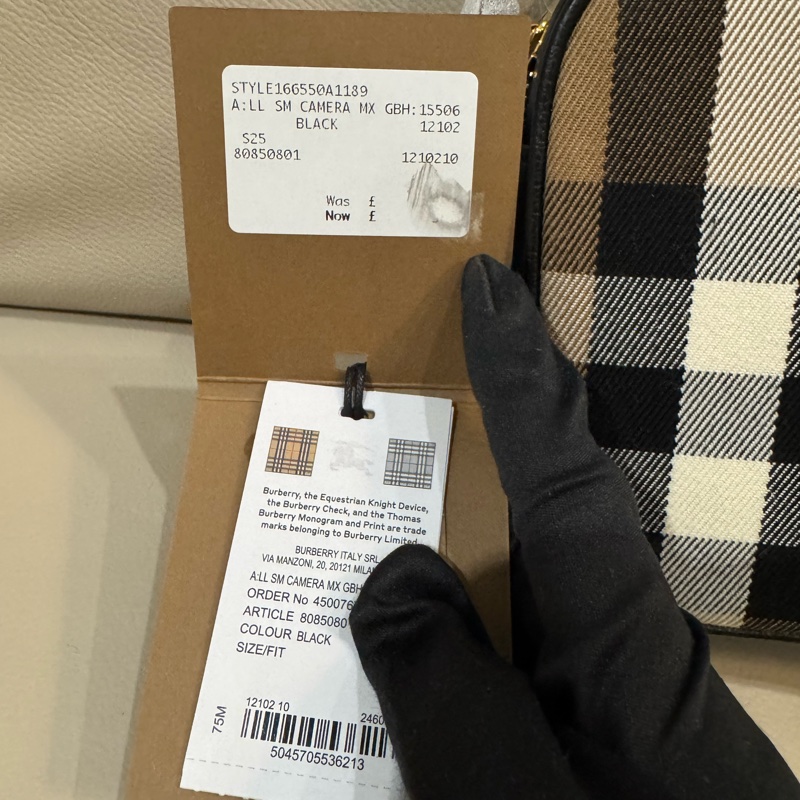 STYLE166550A1189
A:LL SM CAMERA MX GBH:15506
BLACK 12102
S25
80850801 1210210
Was £
Now £
Burberry, the Equestrian Knight Device,
the Burberry Check, and the Thomas
Burberry Monogram and Print are trade
marks belonging to Burberry Limited.
BURBERRY ITALY SRL
VIA MANZONI, 20, 20121
A:LL SM CAMERA MX GBH
ORDER No 450076
ARTICLE 8085080
COLOUR BLACK
SIZE/FIT
75M
12102 10 2460
5045705536213